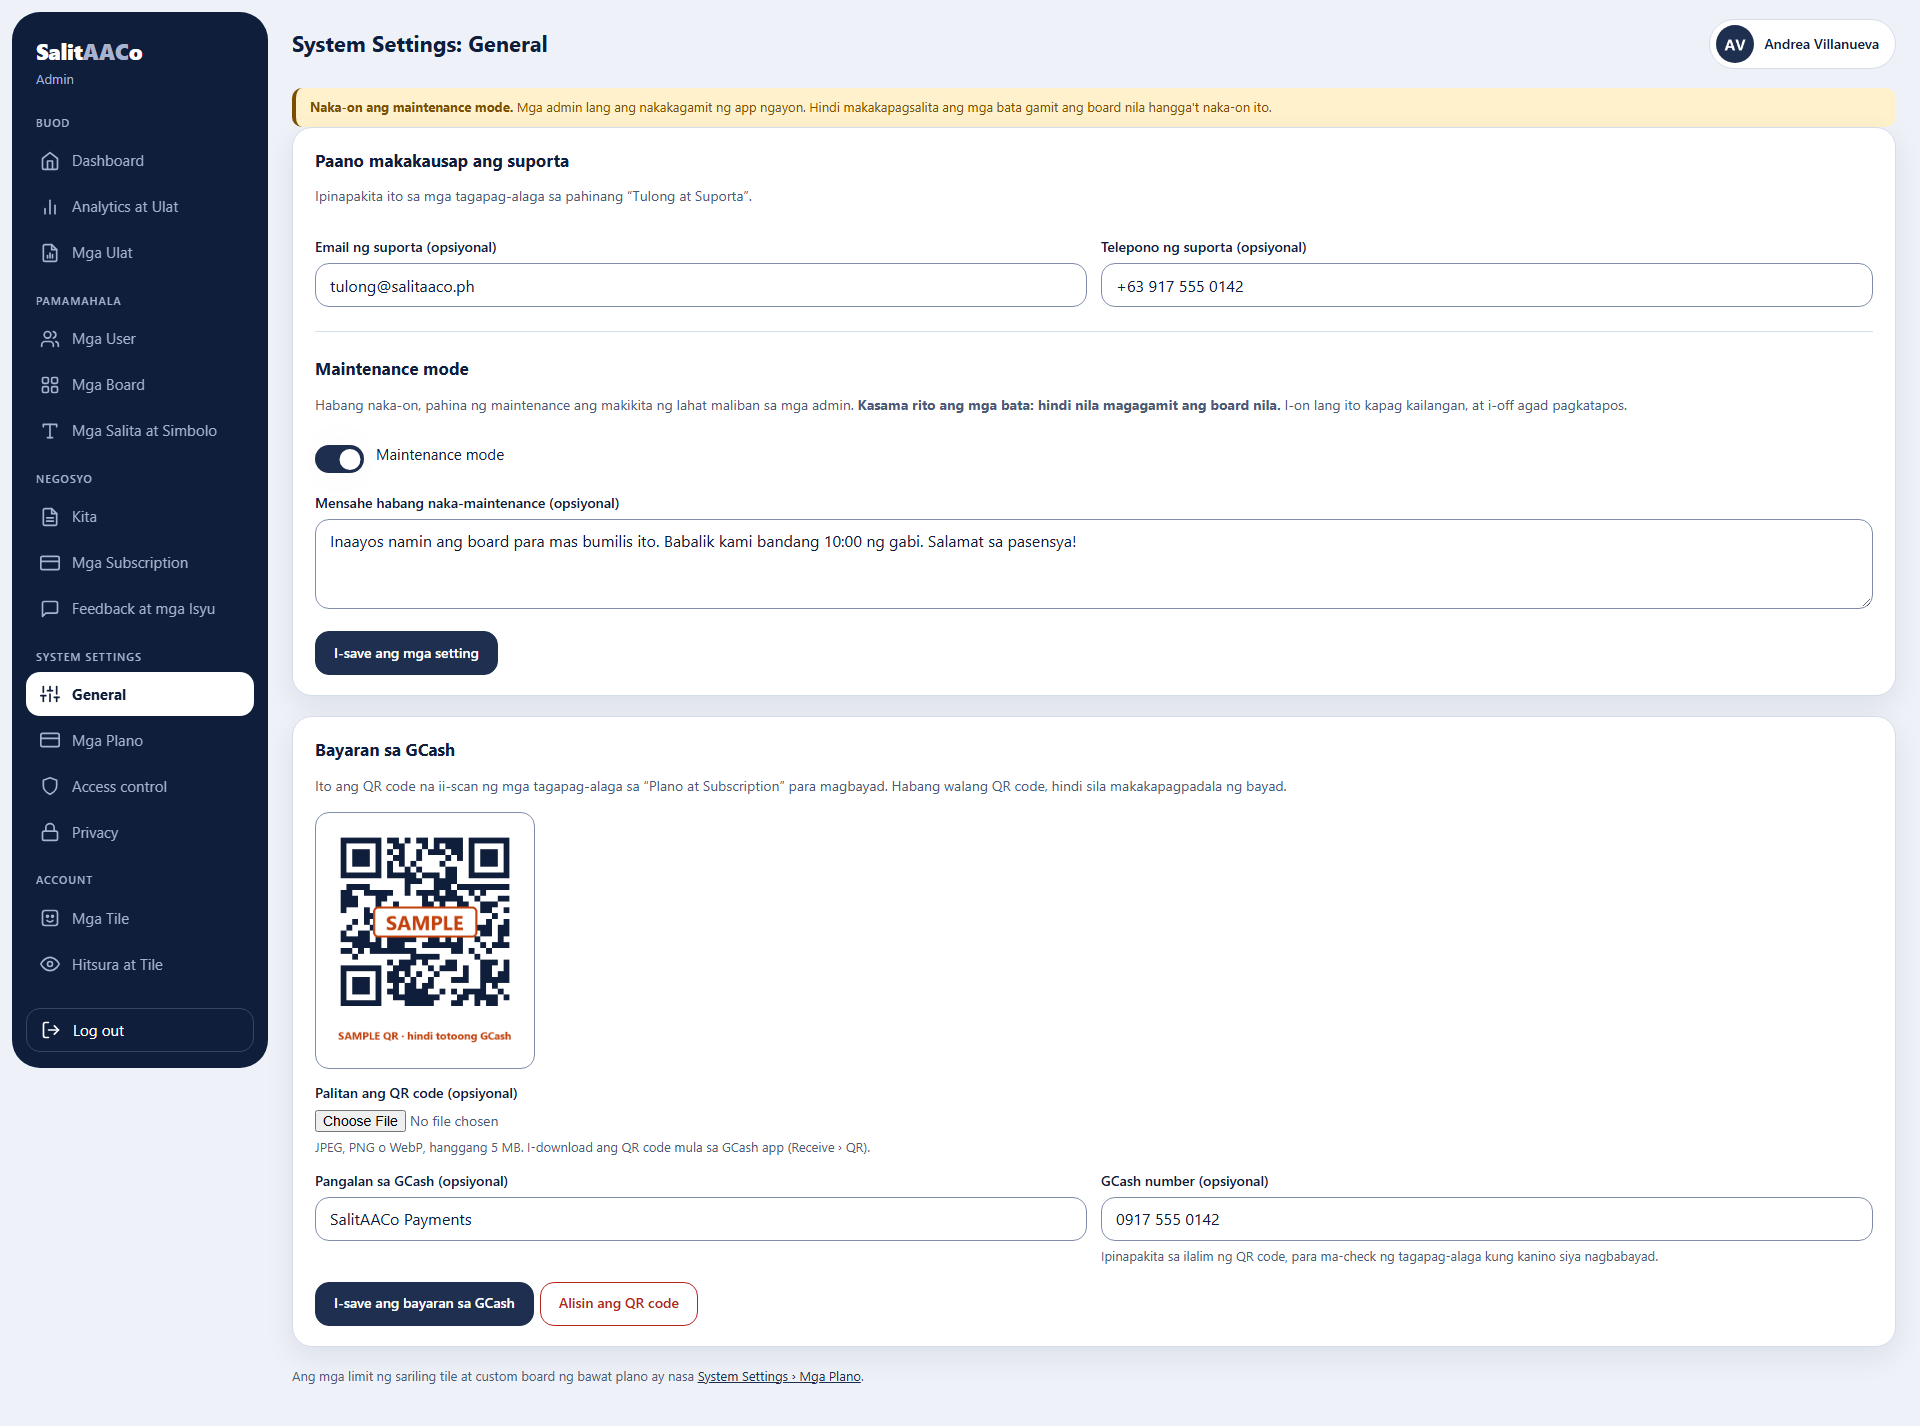 SalitAACo
Admin
BUOD
Dashboard
Analytics at Ulat
Mga Ulat
PAMAMAHALA
Mga User
Mga Board
Mga Salita at Simbolo
NEGOSYO
Kita
Mga Subscription
Feedback at mga Isyu
SYSTEM SETTINGS
General
Mga Plano
Access control
Privacy
ACCOUNT
Mga Tile
Hitsura at Tile
Log out
System Settings: General
AV Andrea Villanueva
Naka-on ang maintenance mode. Mga admin lang ang nakakagamit ng app ngayon. Hindi makakapagsalita ang mga bata gamit ang board nila hangga't naka-on ito.
Paano makakausap ang suporta
Ipinapakita ito sa mga tagapag-alaga sa pahinang “Tulong at Suporta”.
Email ng suporta (opsiyonal)
tulong@salitaaco.ph
Telepono ng suporta (opsiyonal)
+63 917 555 0142
Maintenance mode
Habang naka-on, pahina ng maintenance ang makikita ng lahat maliban sa mga admin. Kasama rito ang mga bata: hindi nila magagamit ang board nila. I-on lang ito kapag kailangan, at i-off agad pagkatapos.
Maintenance mode
Mensahe habang naka-maintenance (opsiyonal)
Inaayos namin ang board para mas bumilis ito. Babalik kami bandang 10:00 ng gabi. Salamat sa pasensya!
I-save ang mga setting
Bayaran sa GCash
Ito ang QR code na ii-scan ng mga tagapag-alaga sa “Plano at Subscription” para magbayad. Habang walang QR code, hindi sila makakapagpadala ng bayad.
SAMPLE
SAMPLE QR · hindi totoong GCash
Palitan ang QR code (opsiyonal)
Choose File No file chosen
JPEG, PNG o WebP, hanggang 5 MB. I-download ang QR code mula sa GCash app (Receive › QR).
Pangalan sa GCash (opsiyonal)
SalitAACo Payments
GCash number (opsiyonal)
0917 555 0142
Ipinapakita sa ilalim ng QR code, para ma-check ng tagapag-alaga kung kanino siya nagbabayad.
I-save ang bayaran sa GCash
Alisin ang QR code
Ang mga limit ng sariling tile at custom board ng bawat plano ay nasa System Settings › Mga Plano.